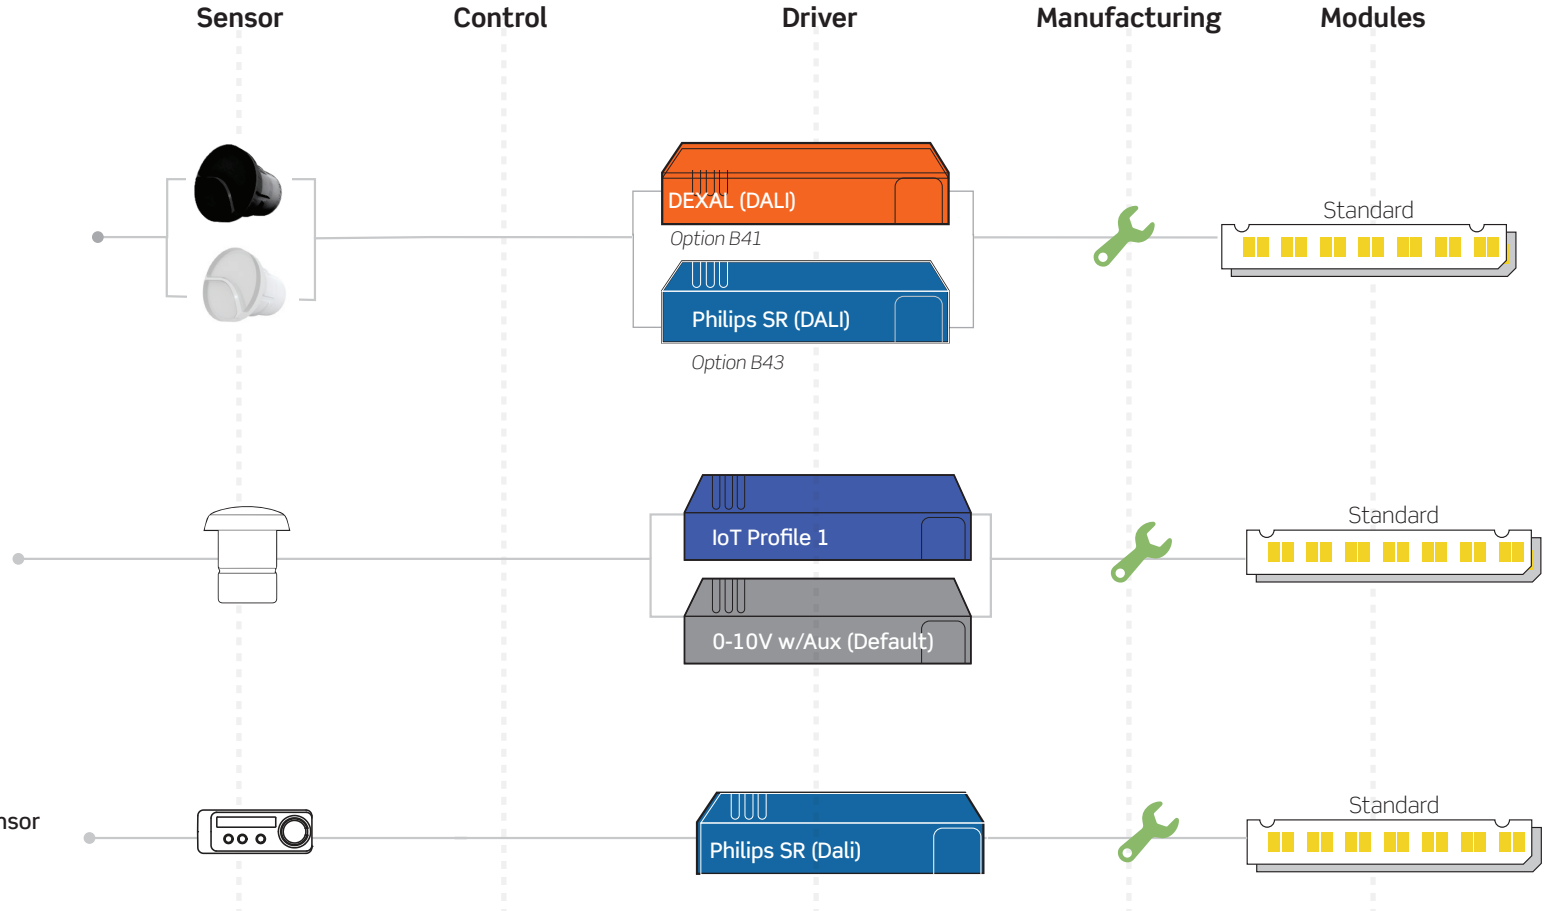 Sensor Control Driver Manufacturing Modules
DEXAL (DALI)
Option B41
Standard
Philips SR (DALI)
Option B43
IoT Profile 1
Standard
0-10V w/Aux (Default)
nsor
Philips SR (Dali)
Standard